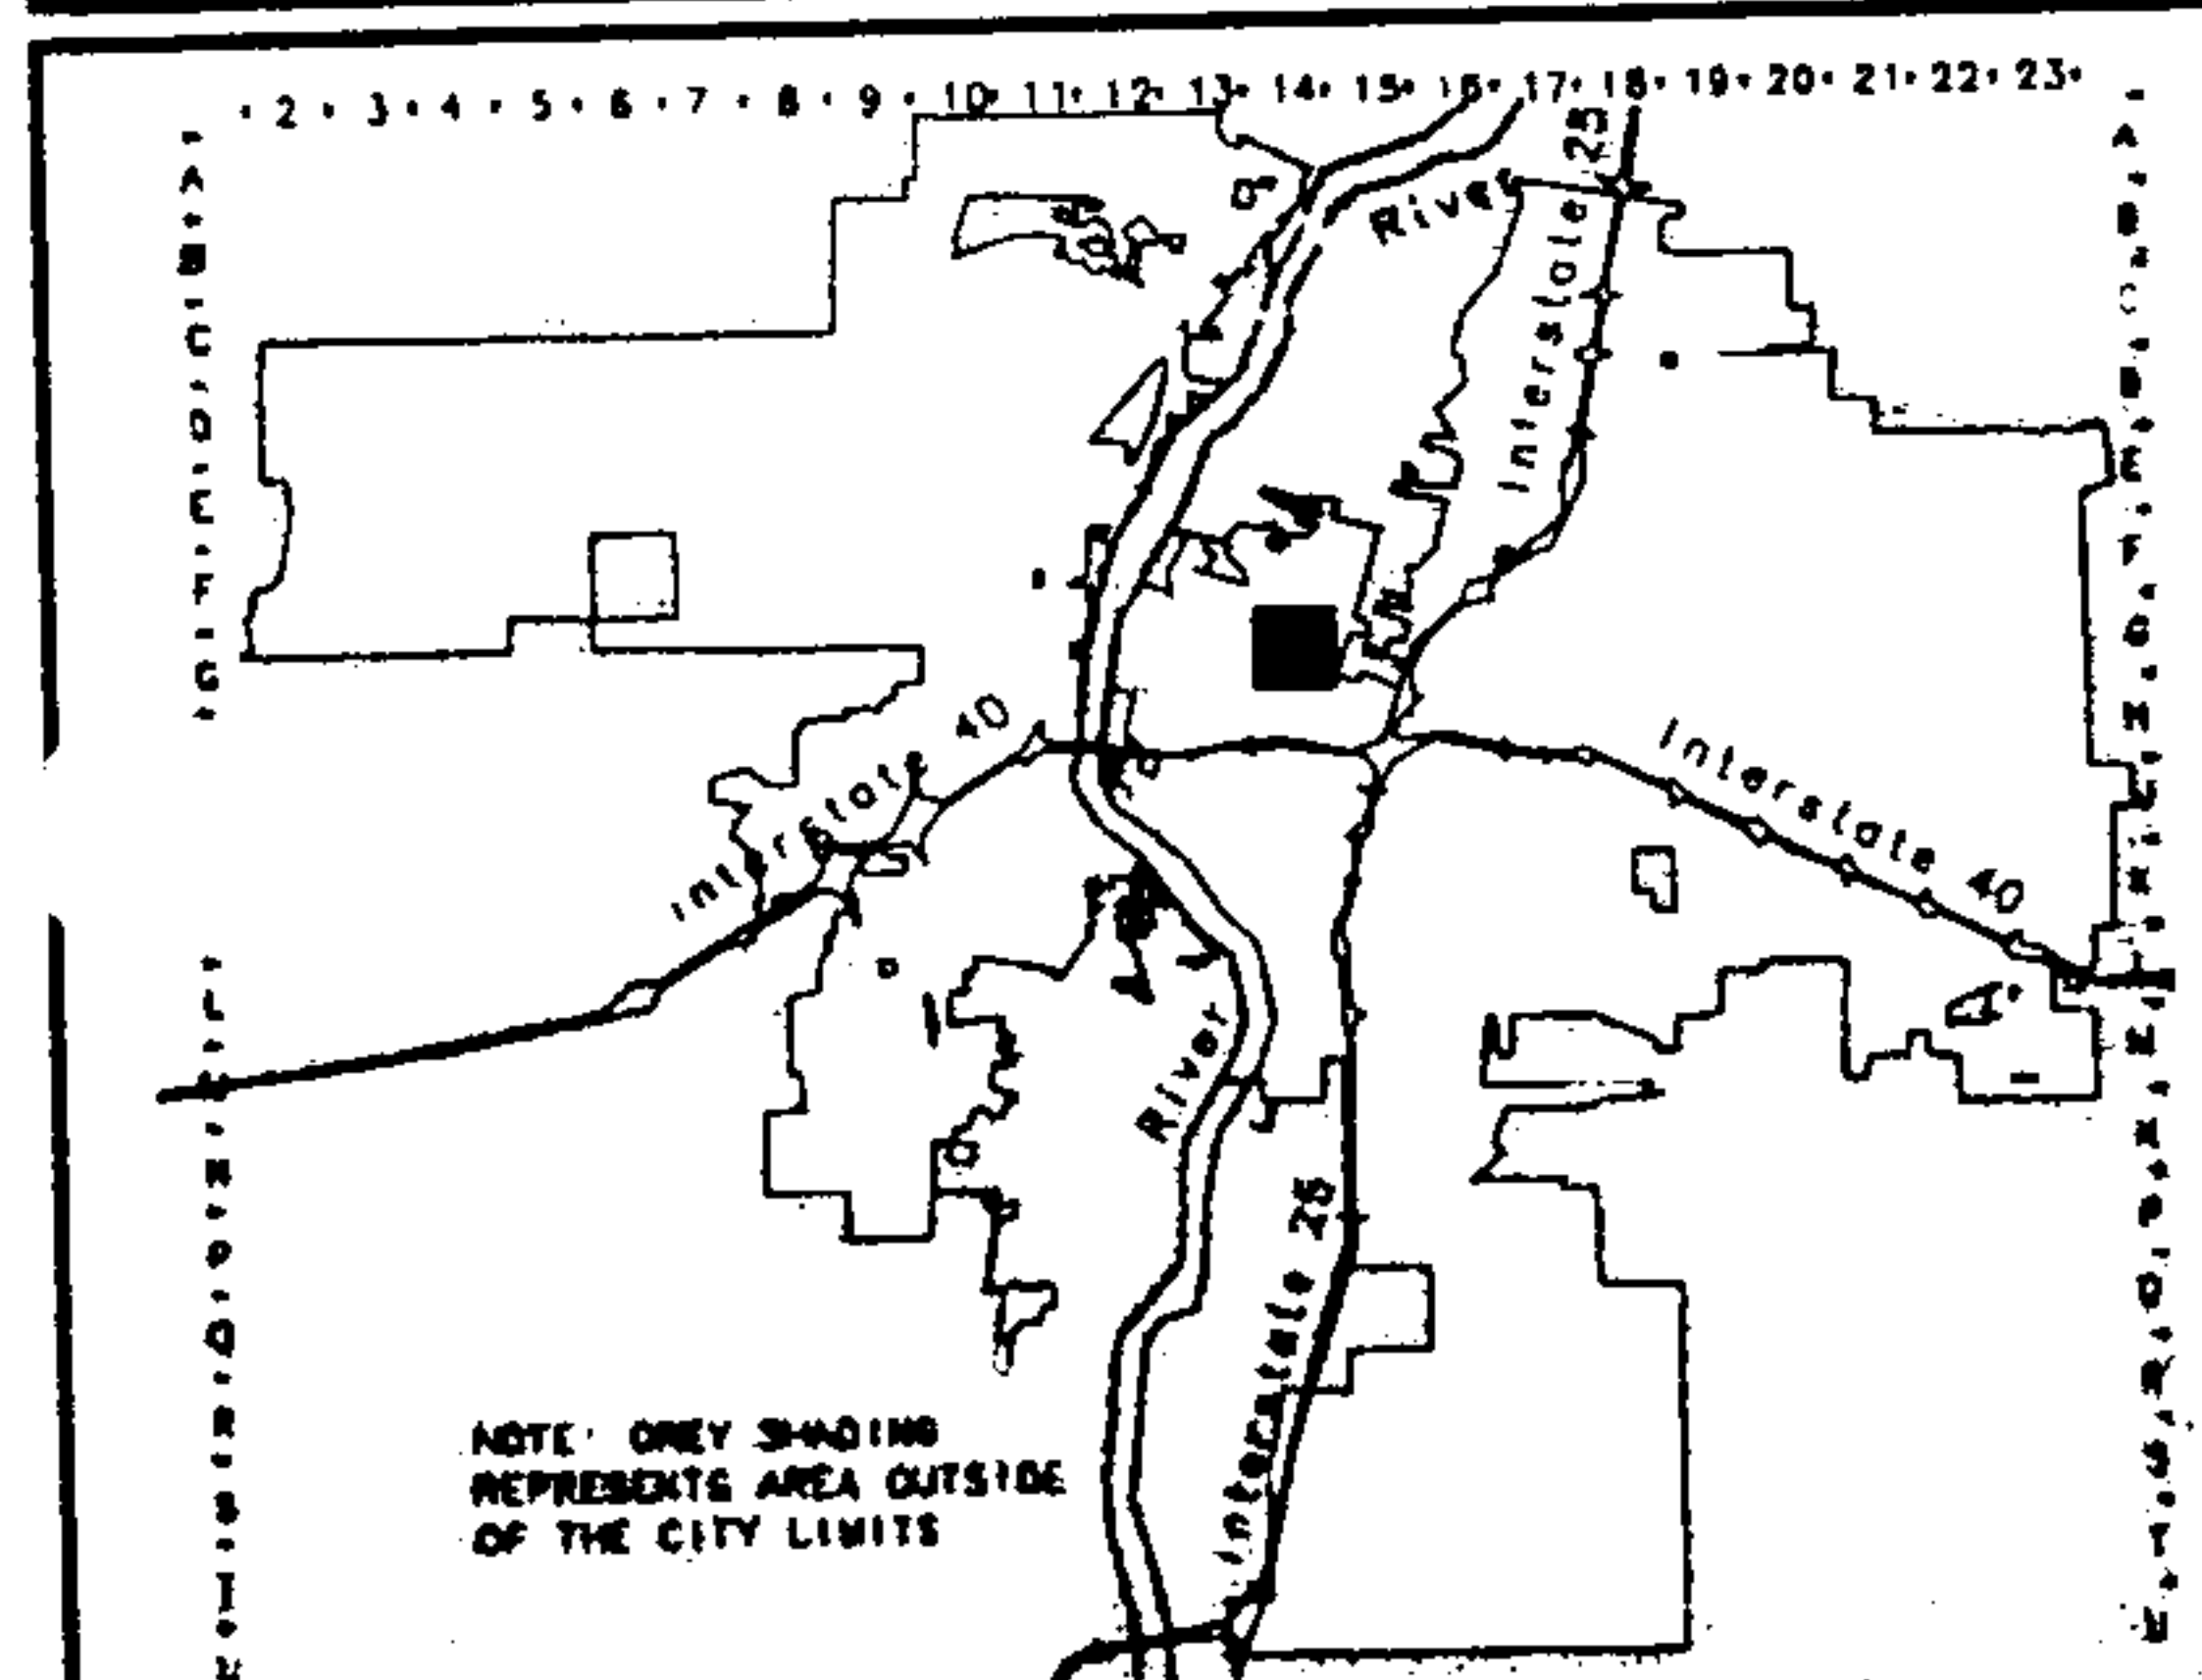 2 3 4 5 6 7 8 9 10 11 12 13 14 15 16 17 18 19 20 21 22 23
A
B
C
D
E
F
G
L
N
P
Q
R
S
T
A
B
C
D
E
F
G
H
K
L
N
P
Q
R
S
T
River
Interstate 25
Interstate 40
Interstate 40
River
Interstate 25
NOTE: GREY SHADING
REPRESENTS AREA OUTSIDE
OF THE CITY LIMITS